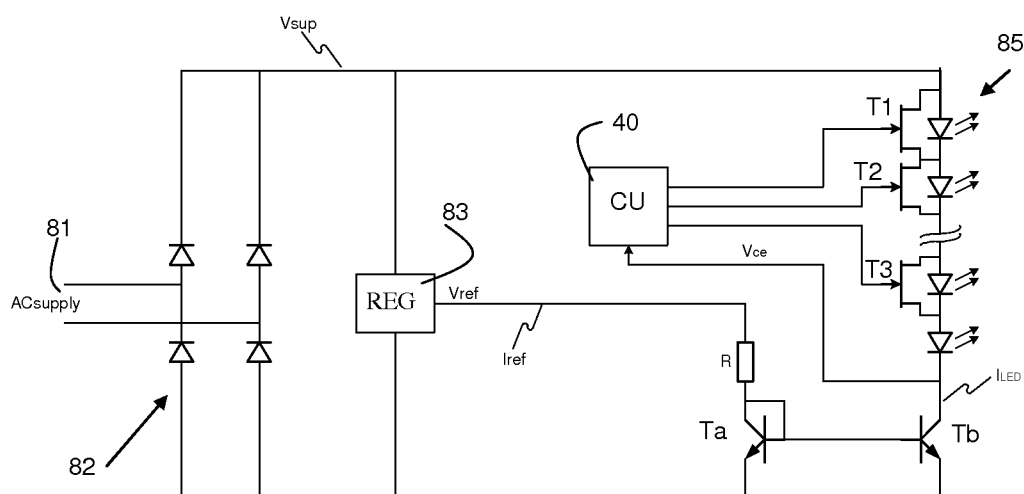 Vsup
85
T1
40
T2
CU
81
83
Vce
T3
REG
Vref
ACsupply
Iref
R
ILED
Ta
Tb
82